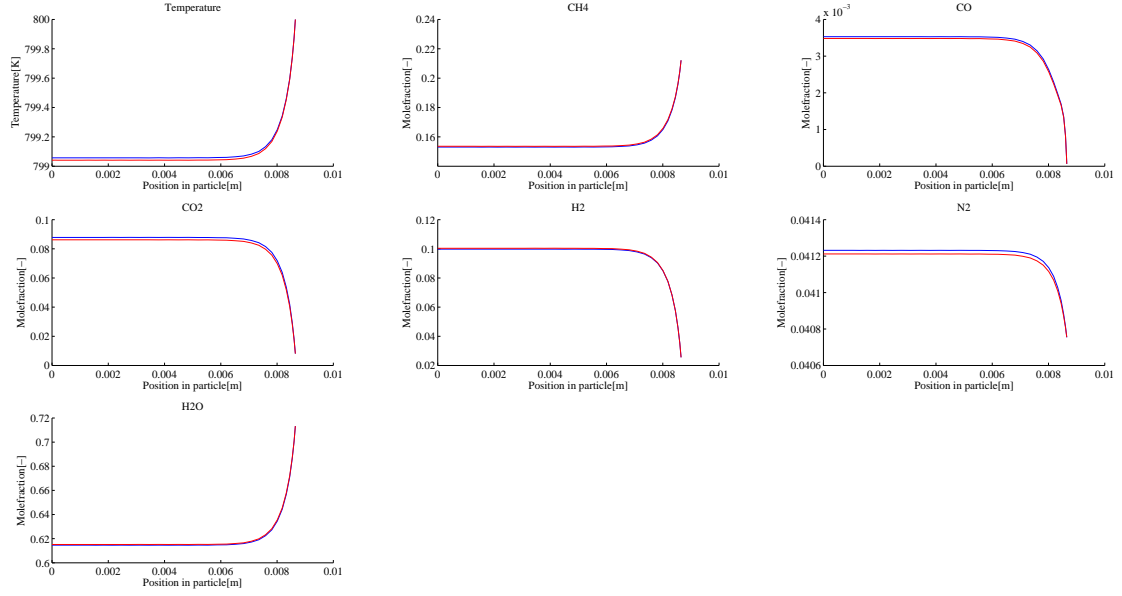 Temperature
800
799.8
799.6
799.4
799.2
799
Temperature[K]
0 0.002 0.004 0.006 0.008 0.01
Position in particle[m]
CH4
0.24
0.22
0.2
0.18
0.16
Molefraction[−]
0 0.002 0.004 0.006 0.008 0.01
Position in particle[m]
CO
x 10−3
4
3
2
1
0
Molefraction[−]
0 0.002 0.004 0.006 0.008 0.01
Position in particle[m]
CO2
0.1
0.08
0.06
0.04
0.02
0
Molefraction[−]
0 0.002 0.004 0.006 0.008 0.01
Position in particle[m]
H2
0.12
0.1
0.08
0.06
0.04
0.02
Molefraction[−]
0 0.002 0.004 0.006 0.008 0.01
Position in particle[m]
N2
0.0414
0.0412
0.041
0.0408
0.0406
Molefraction[−]
0 0.002 0.004 0.006 0.008 0.01
Position in particle[m]
H2O
0.72
0.7
0.68
0.66
0.64
0.62
0.6
Molefraction[−]
0 0.002 0.004 0.006 0.008 0.01
Position in particle[m]